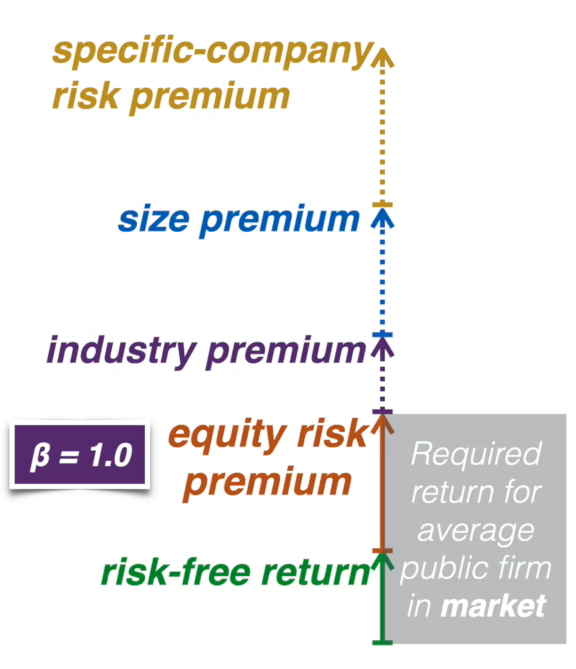 specific-company
risk premium
size premium
industry premium
β = 1.0
equity risk
premium
risk-free return
Required
return for
average
public firm
in market